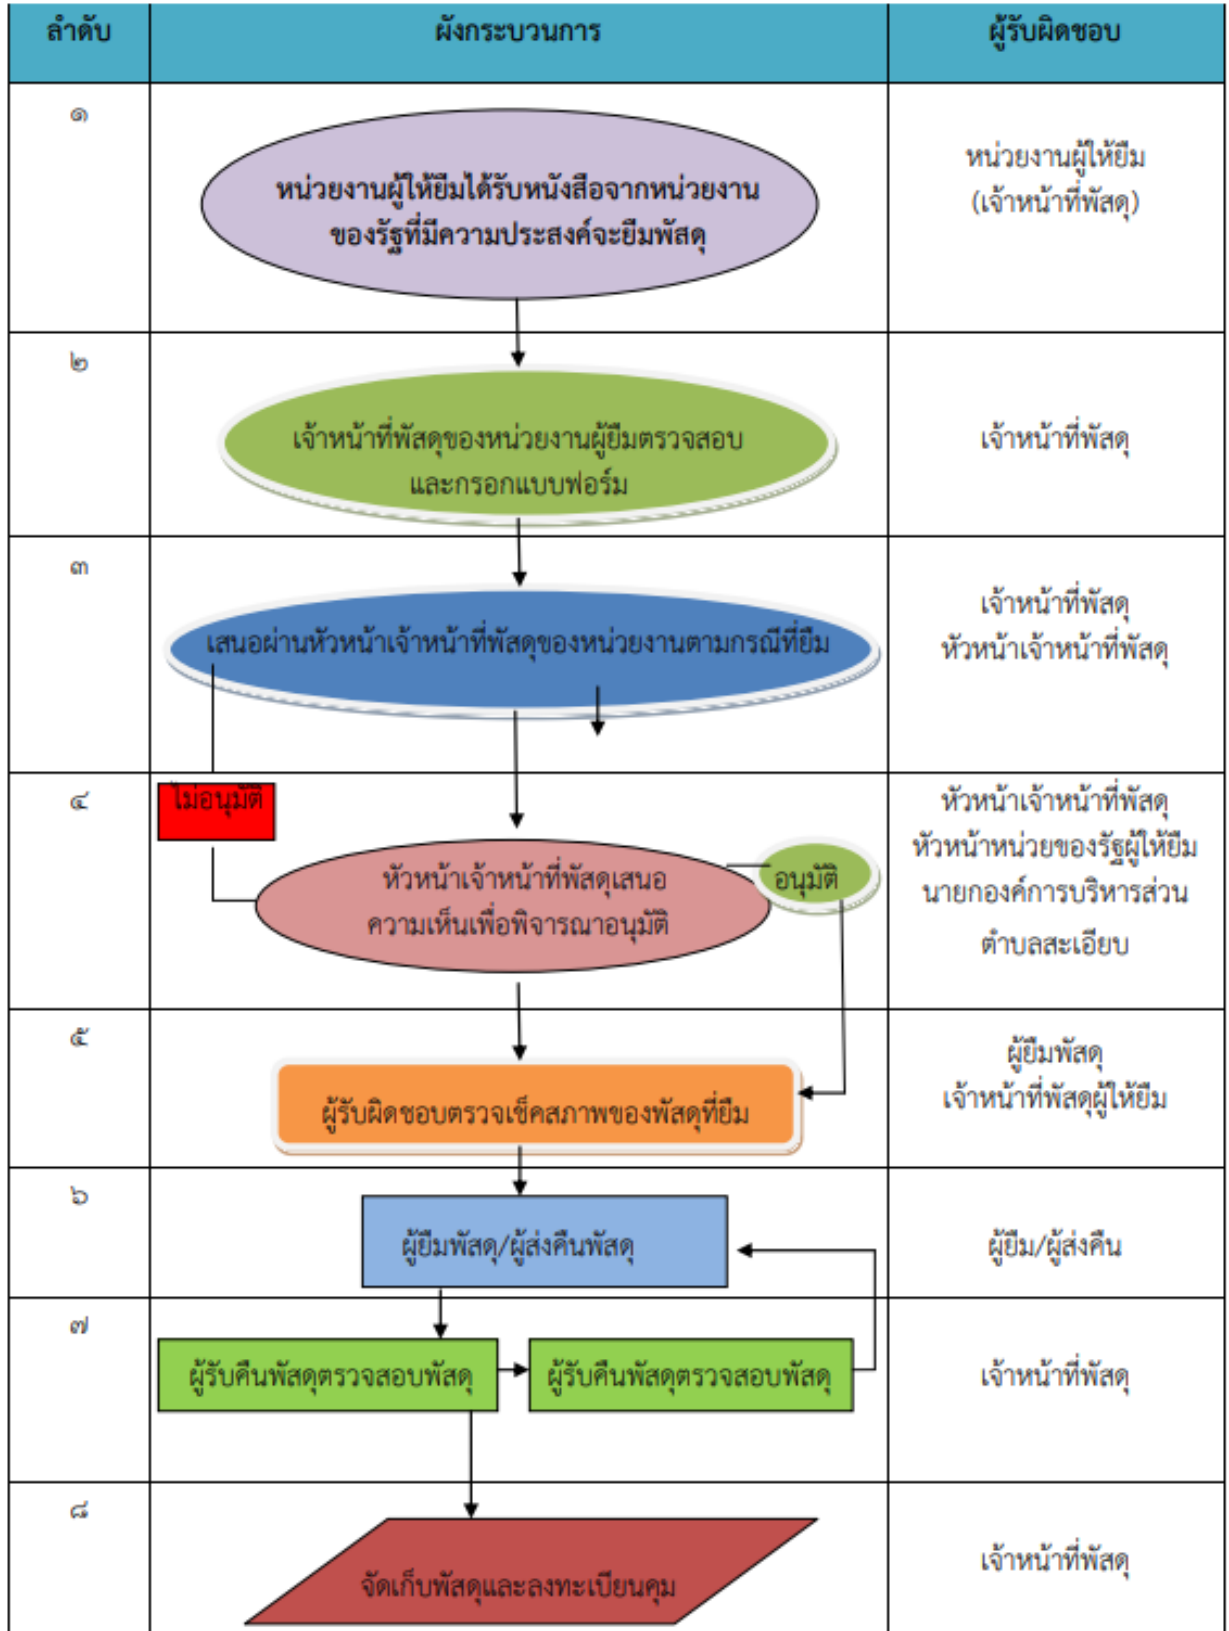 ลำดับ
ผังกระบวนการ
ผู้รับผิดชอบ
๑
หน่วยงานผู้ให้ยืมได้รับหนังสือจากหน่วยงาน
ของรัฐที่มีความประสงค์จะยืมพัสดุ
หน่วยงานผู้ให้ยืม
(เจ้าหน้าที่พัสดุ)
๒
เจ้าหน้าที่พัสดุของหน่วยงานผู้ยืมตรวจสอบ
และกรอกแบบฟอร์ม
เจ้าหน้าที่พัสดุ
๓
เสนอผ่านหัวหน้าเจ้าหน้าที่พัสดุของหน่วยงานตามกรณีที่ยืม
เจ้าหน้าที่พัสดุ
หัวหน้าเจ้าหน้าที่พัสดุ
๔
ไม่อนุมัติ
หัวหน้าเจ้าหน้าที่พัสดุเสนอ
ความเห็นเพื่อพิจารณาอนุมัติ
อนุมัติ
หัวหน้าเจ้าหน้าที่พัสดุ
หัวหน้าหน่วยของรัฐผู้ให้ยืม
นายกองค์การบริหารส่วน
ตำบลสะเอียบ
๕
ผู้รับผิดชอบตรวจเช็คสภาพของพัสดุที่ยืม
ผู้ยืมพัสดุ
เจ้าหน้าที่พัสดุผู้ให้ยืม
๖
ผู้ยืมพัสดุ/ผู้ส่งคืนพัสดุ
ผู้ยืม/ผู้ส่งคืน
๗
ผู้รับคืนพัสดุตรวจสอบพัสดุ
ผู้รับคืนพัสดุตรวจสอบพัสดุ
เจ้าหน้าที่พัสดุ
๘
จัดเก็บพัสดุและลงทะเบียนคุม
เจ้าหน้าที่พัสดุ